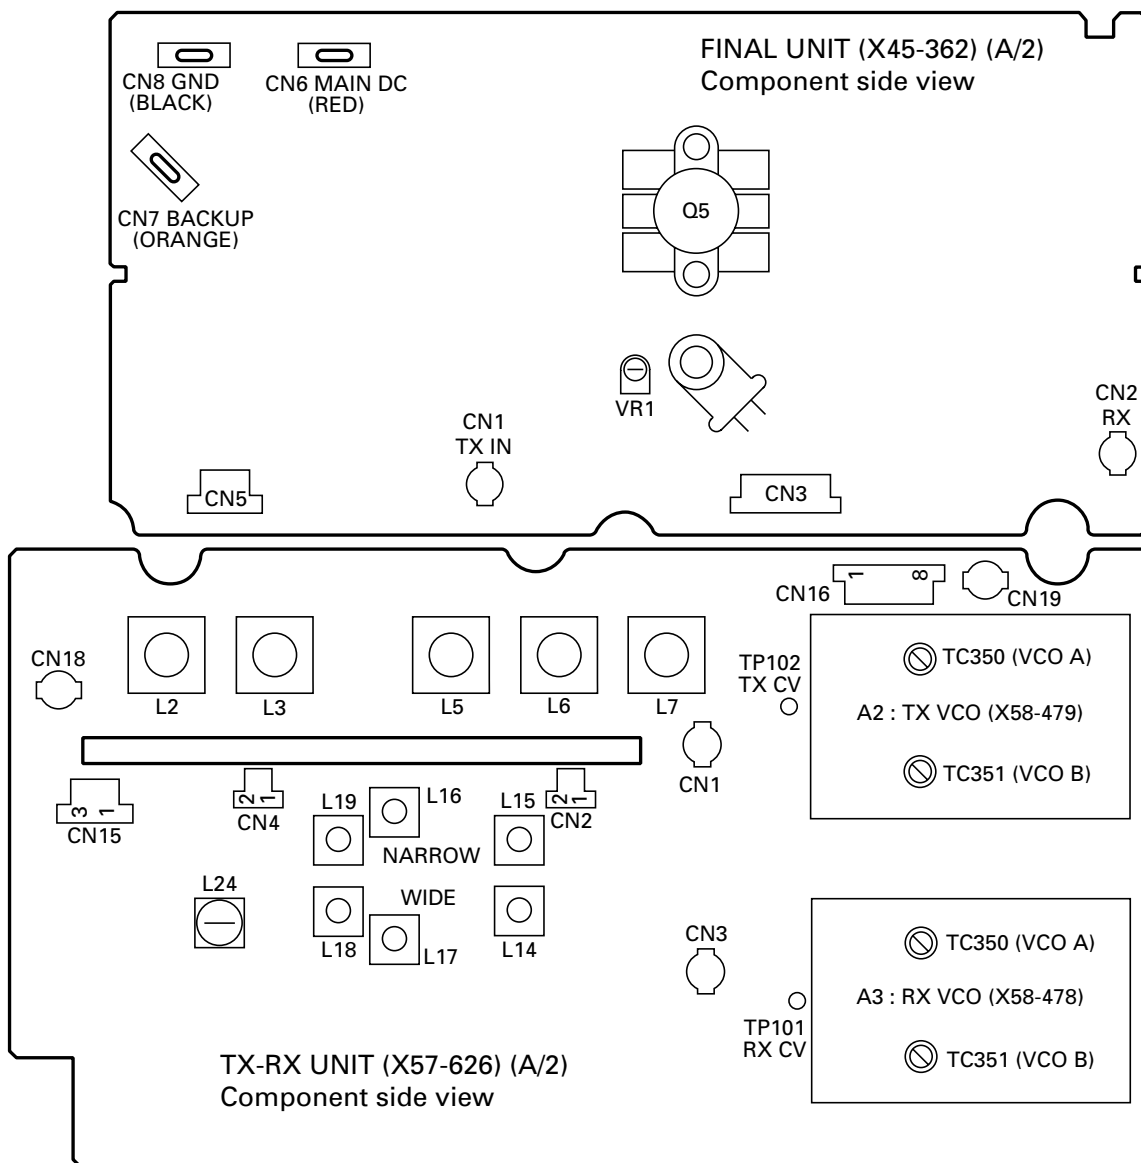 FINAL UNIT (X45-362) (A/2)
Component side view
CN8 GND
(BLACK)
CN6 MAIN DC
(RED)
CN7 BACKUP
(ORANGE)
Q5
VR1
CN1
TX IN
CN2
RX
CN5
CN3
CN16
1
8
CN19
CN18
L2
L3
L5
L6
L7
TP102
TX CV
TC350 (VCO A)
A2 : TX VCO (X58-479)
TC351 (VCO B)
CN1
3
1
CN15
2
1
CN4
L19
L16
L15
2
1
CN2
NARROW
L24
WIDE
L18
L17
L14
CN3
TC350 (VCO A)
A3 : RX VCO (X58-478)
TP101
RX CV
TC351 (VCO B)
TX-RX UNIT (X57-626) (A/2)
Component side view